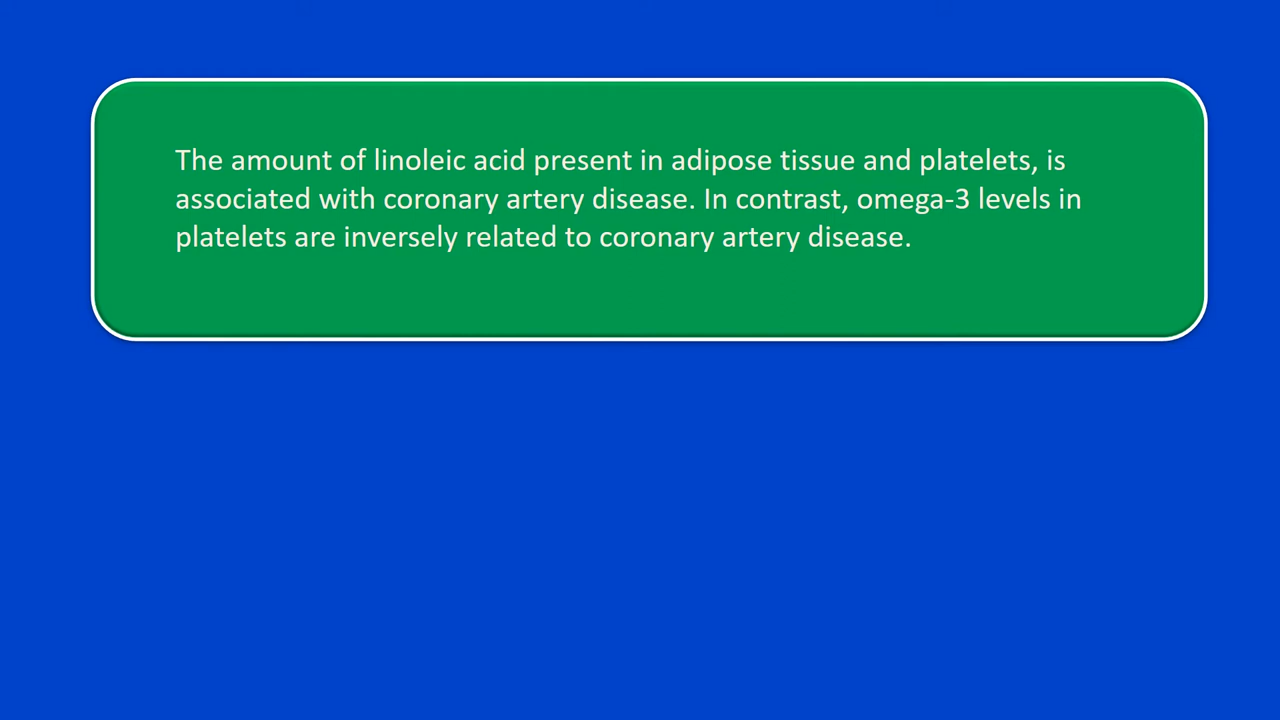 The amount of linoleic acid present in adipose tissue and platelets, is
associated with coronary artery disease. In contrast, omega-3 levels in
platelets are inversely related to coronary artery disease.